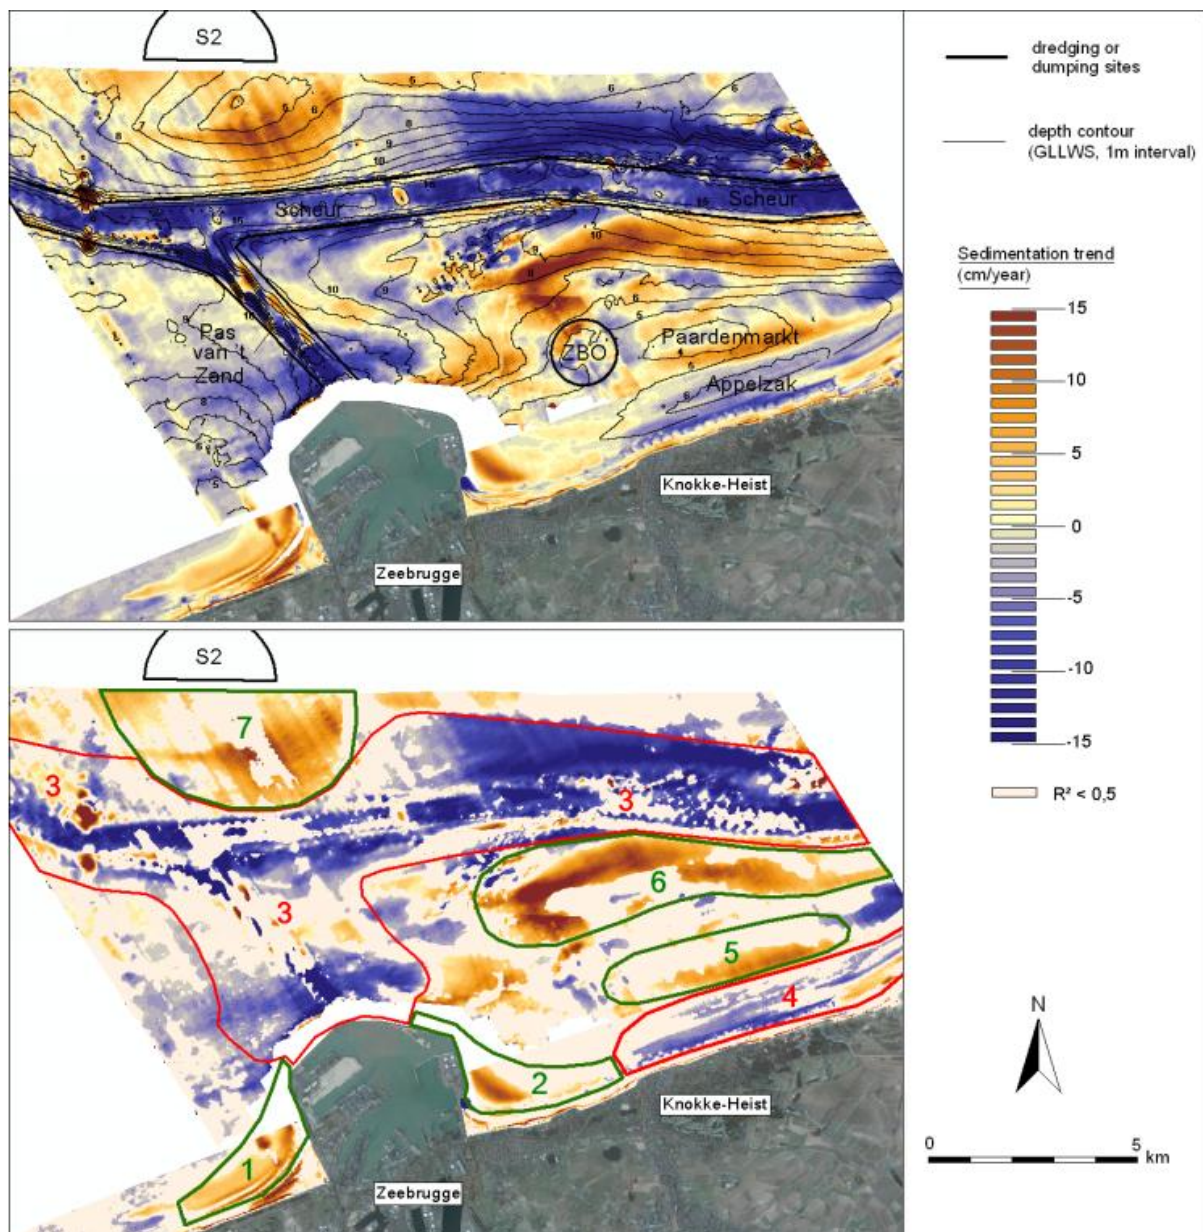 S2
dredging or
dumping sites
depth contour
(GLLWS, 1m interval)
Scheur
Scheur
Pas
van 't
Zand
ZBO
Paardenmarkt
Appelzak
Knokke-Heist
Zeebrugge
Sedimentation trend
(cm/year)
15
10
5
0
-5
-10
-15
R² < 0,5
S2
7
3
3
3
6
5
4
2
1
Knokke-Heist
Zeebrugge
N
0
5
km